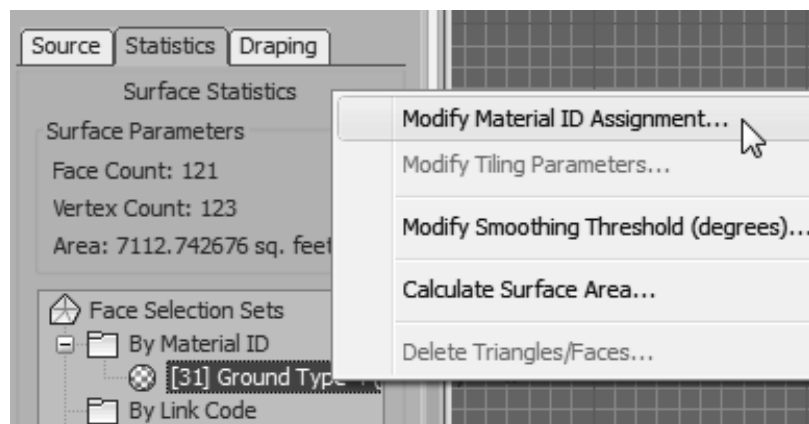 Source Statistics Draping
Surface Statistics
Surface Parameters
Face Count: 121
Vertex Count: 123
Area: 7112.742676 sq. feet
Modify Material ID Assignment...
Modify Tiling Parameters...
Modify Smoothing Threshold (degrees)...
Calculate Surface Area...
Delete Triangles/Faces...
Face Selection Sets
By Material ID
[31] Ground Type
By Link Code